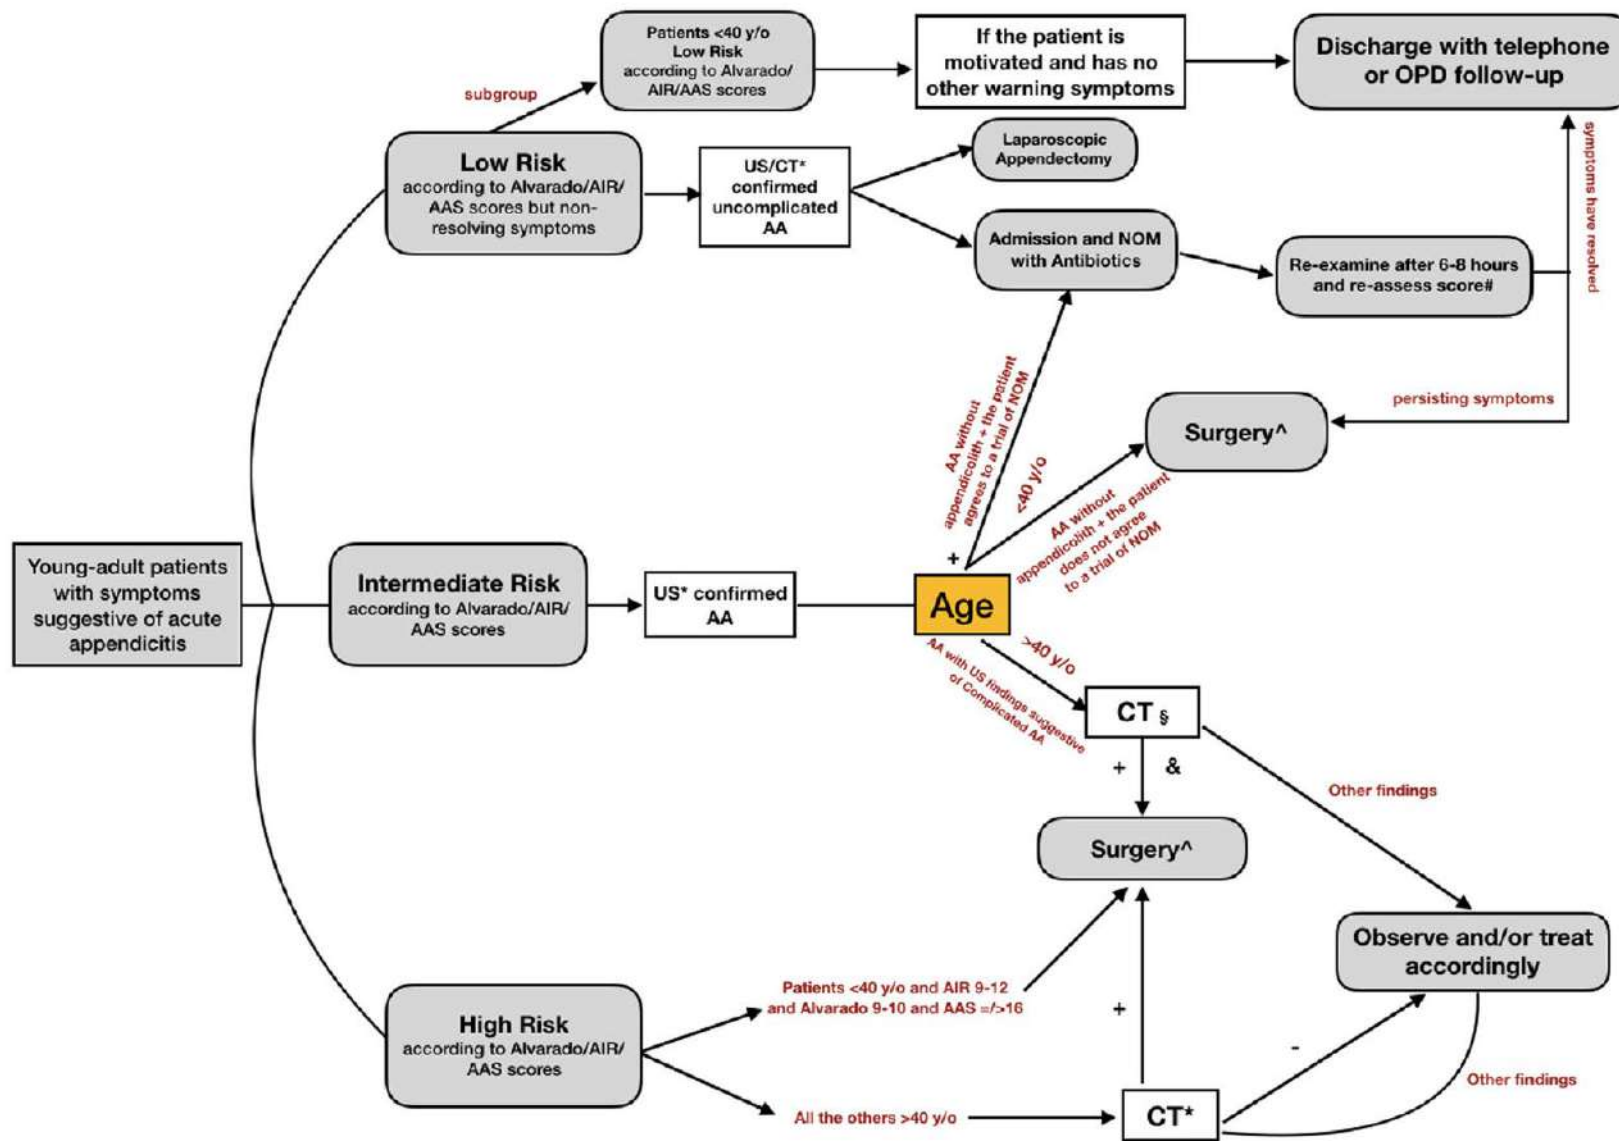 Patients <40 y/o
Low Risk
according to Alvarado/
AIR/AAS scores
If the patient is
motivated and has no
other warning symptoms
Discharge with telephone
or OPD follow-up
subgroup
Low Risk
according to Alvarado/AIR/
AAS scores but non-
resolving symptoms
US/CT*
confirmed
uncomplicated
AA
Laparoscopic
Appendectomy
Admission and NOM
with Antibiotics
Re-examine after 6-8 hours
and re-assess score#
symptoms have resolved
persisting symptoms
Surgery^
AA without
appendicolith + the patient
agrees to a trial of NOM
<40 y/o
AA without
appendicolith + the patient
does not agree
to a trial of NOM
+
Young-adult patients
with symptoms
suggestive of acute
appendicitis
Intermediate Risk
according to Alvarado/AIR/
AAS scores
US* confirmed
AA
Age
>40 y/o
AA with US findings suggestive
of Complicated AA
CT §
+ &
Other findings
Surgery^
Observe and/or treat
accordingly
Patients <40 y/o and AIR 9-12
and Alvarado 9-10 and AAS =/>16
+
High Risk
according to Alvarado/AIR/
AAS scores
-
Other findings
All the others >40 y/o
CT*